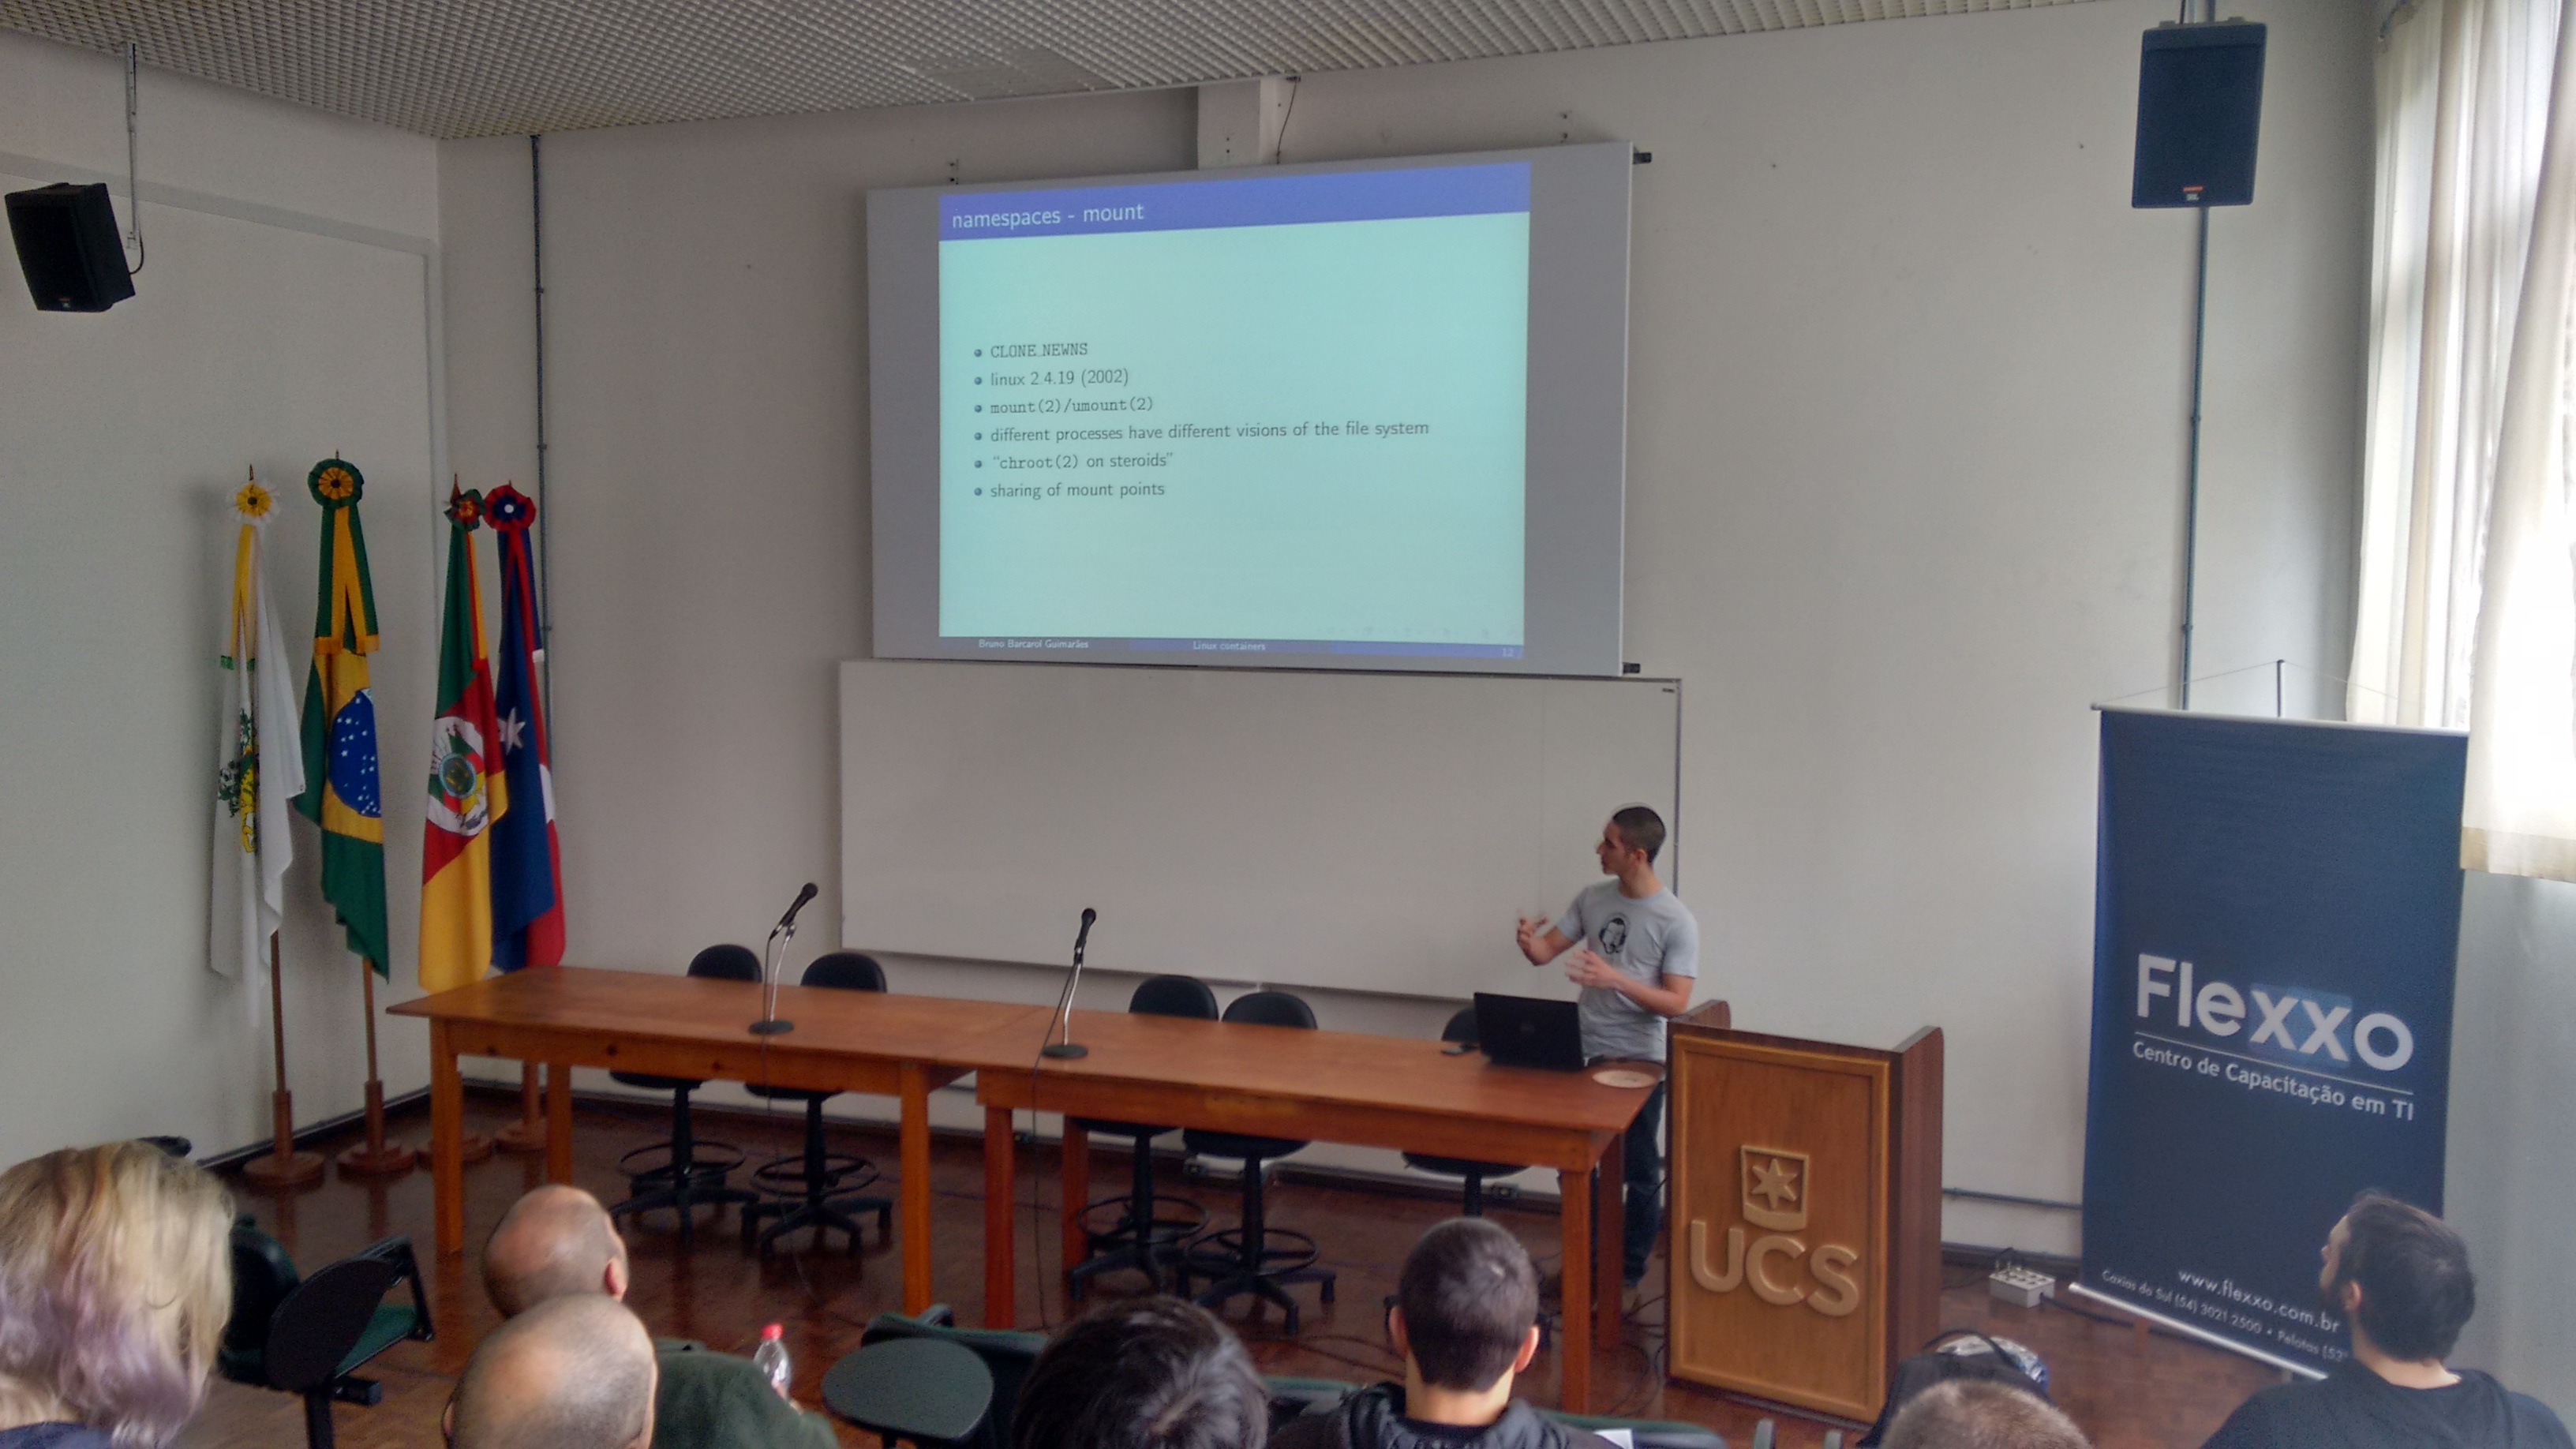 namespaces - mount
CLONE_NEWNS
linux 2.4.19 (2002)
mount(2)/umount(2)
different processes have different visions of the file system
“chroot(2) on steroids”
sharing of mount points
Bruno Barcarol Guimarães
Linux containers
12
Flexxo
Centro de Capacitação em TI
www.flexxo.com.br
Caxias do Sul (54) 3021 2500 • Pelotas (53
UCS